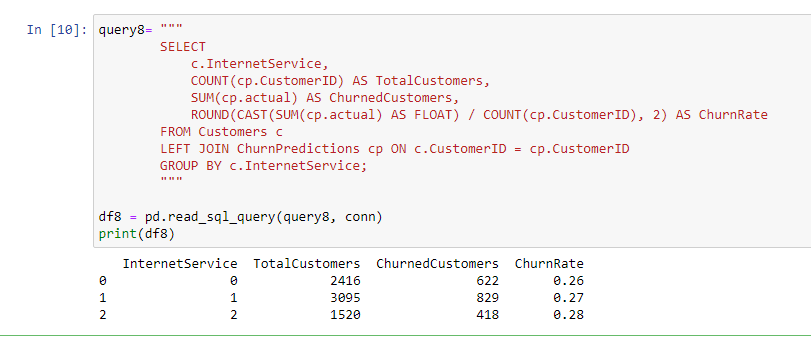 In [10]: query8= """
SELECT
c.InternetService,
COUNT(cp.CustomerID) AS TotalCustomers,
SUM(cp.actual) AS ChurnedCustomers,
ROUND(CAST(SUM(cp.actual) AS FLOAT) / COUNT(cp.CustomerID), 2) AS ChurnRate
FROM Customers c
LEFT JOIN ChurnPredictions cp ON c.CustomerID = cp.CustomerID
GROUP BY c.InternetService;
"""
df8 = pd.read_sql_query(query8, conn)
print(df8)
InternetService TotalCustomers ChurnedCustomers ChurnRate
0 0 2416 622 0.26
1 1 3095 829 0.27
2 2 1520 418 0.28